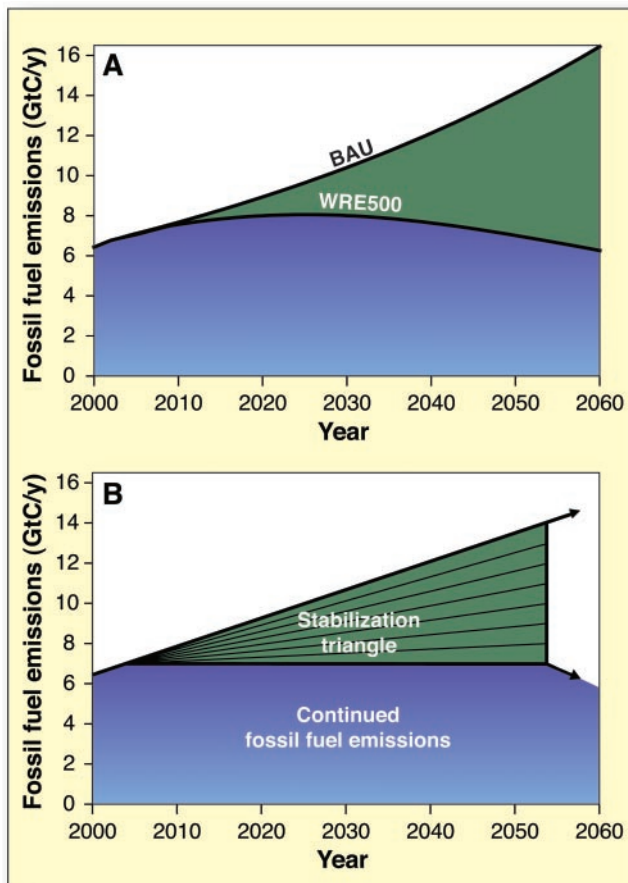 A
Fossil fuel emissions (GtC/y)
16
14
12
10
8
6
4
2
0
BAU
WRE500
2000 2010 2020 2030 2040 2050 2060
Year
B
Fossil fuel emissions (GtC/y)
16
14
12
10
8
6
4
2
0
Stabilization
triangle
Continued
fossil fuel emissions
2000 2010 2020 2030 2040 2050 2060
Year